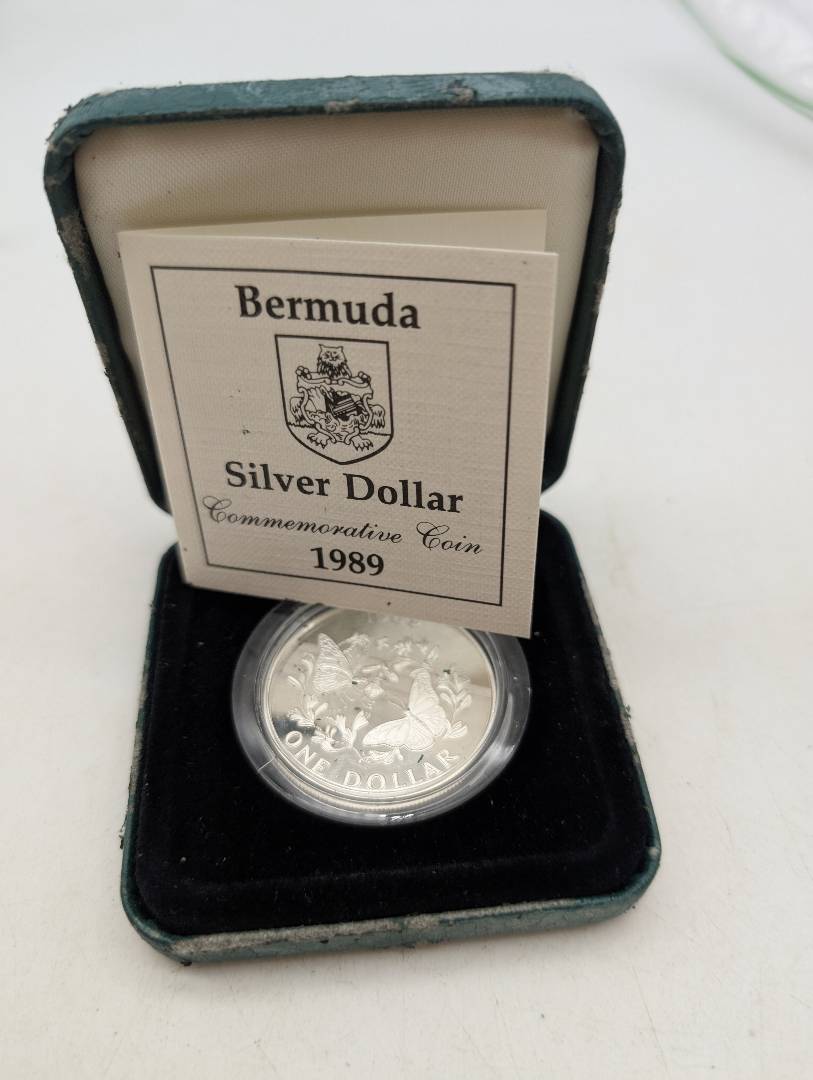 Bermuda
Silver Dollar
Commemorative Coin
1989
ONE DOLLAR